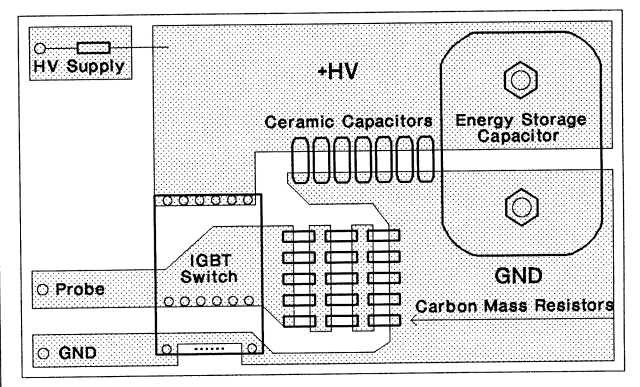 HV Supply
+HV
Ceramic Capacitors
Energy Storage
Capacitor
IGBT
Switch
Probe
GND
Carbon Mass Resistors
GND